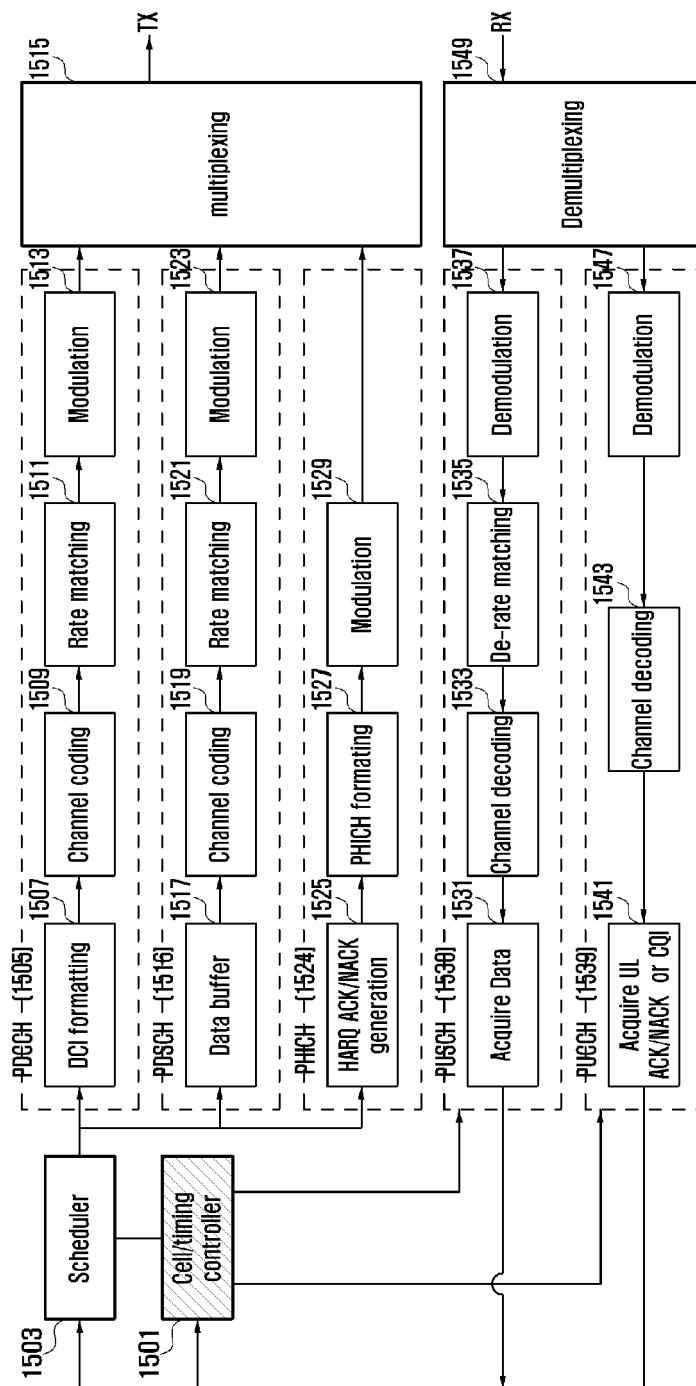 1503
Scheduler
1501
Cell/timing
controller
PDCCH (1505)
1507
DCI formatting
1509
Channel coding
1511
Rate matching
1513
Modulation
PDSCH (1516)
1517
Data buffer
1519
Channel coding
1521
Rate matching
1523
Modulation
PHICH (1524)
1525
HARQ ACK/NACK
generation
1527
PHICH formating
1529
Modulation
1515
multiplexing
TX
PUSCH (1530)
1531
Acquire Data
1533
Channel decoding
1535
De-rate matching
1537
Demodulation
PUCCH (1539)
1541
Acquire UL
ACK/NACK or CQI
1543
Channel decoding
1547
Demodulation
1549
Demultiplexing
RX